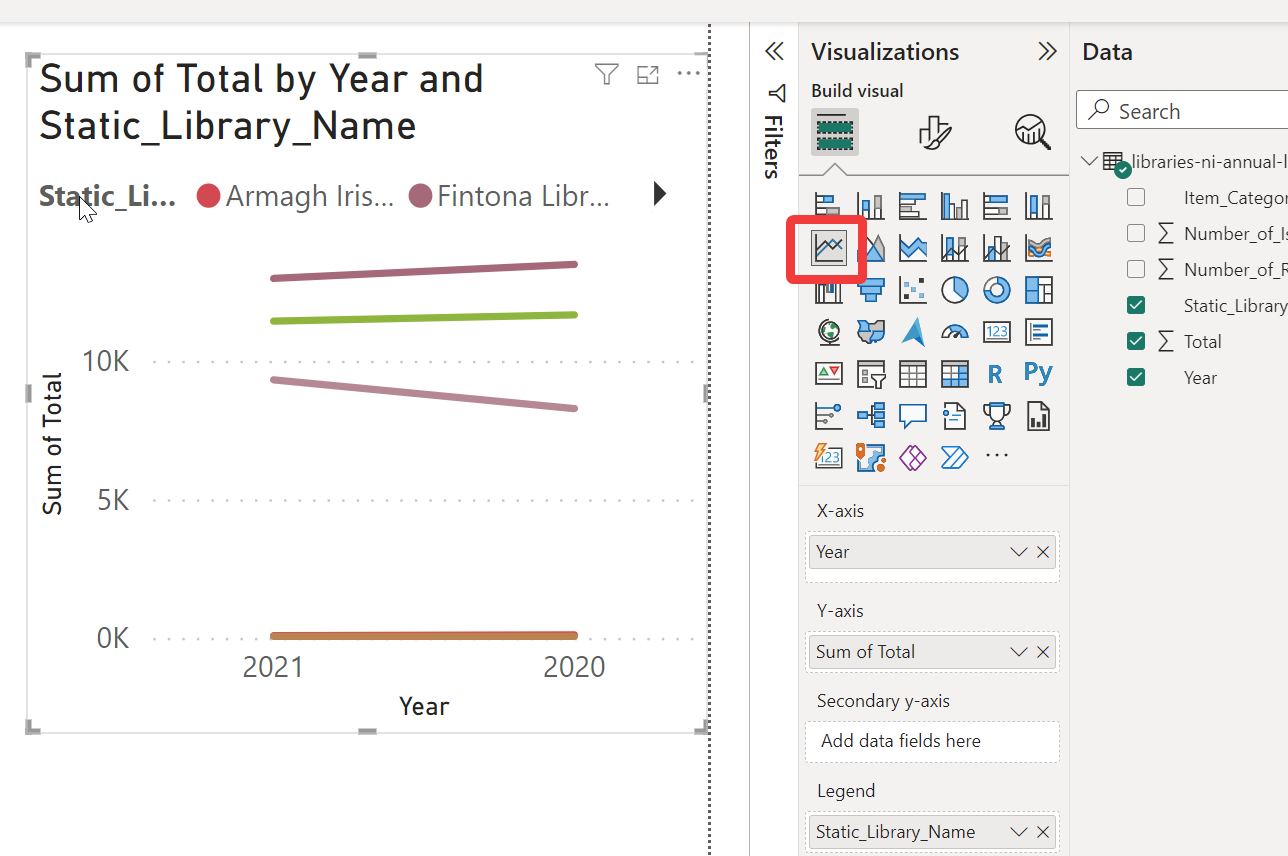 Sum of Total by Year and
Static_Library_Name
Static_Li... Armagh Iris... Fintona Libr...
10K
5K
0K
Sum of Total
2021 2020
Year
Filters
Visualizations
Build visual
123
R Py
123
X-axis
Year
Y-axis
Sum of Total
Secondary y-axis
Add data fields here
Legend
Static_Library_Name
Data
Search
libraries-ni-annual-l
Item_Categor
Number_of_Is
Number_of_R
Static_Library
Total
Year